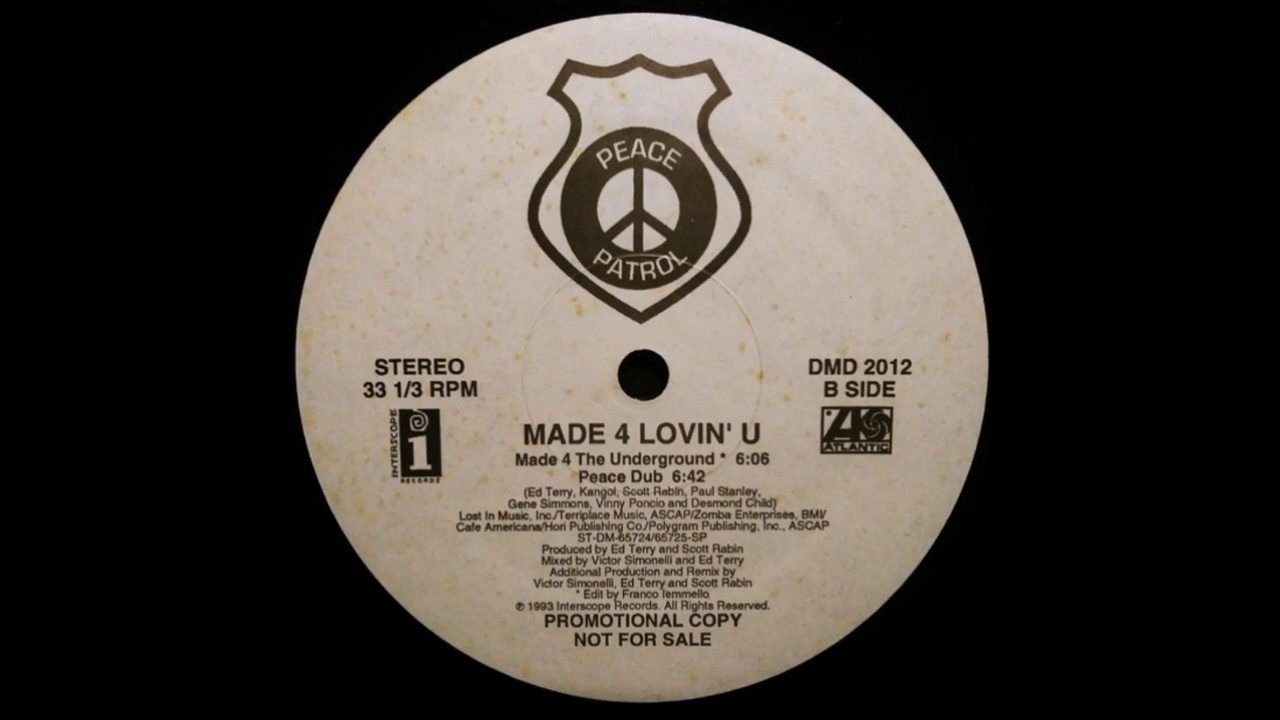 PEACE
PATROL
STEREO
33 1/3 RPM
INTERSCOPE
1
RECORDS
DMD 2012
B SIDE
A
ATLANTIC
MADE 4 LOVIN' U
Made 4 The Underground * 6:06
Peace Dub 6:42
(Ed Terry, Kangol, Scott Rabin, Paul Stanley,
Gene Simmons, Vinny Poncio and Desmond Child)
Lost In Music, Inc./Terriplace Music, ASCAP/Zomba Enterprises, BMI/
Cafe Americana/Hori Publishing Co./Polygram Publishing, Inc., ASCAP
ST-DM-65724/65725-SP
Produced by Ed Terry and Scott Rabin
Mixed by Victor Simonelli and Ed Terry
Additional Production and Remix by
Victor Simonelli, Ed Terry and Scott Rabin
* Edit by Franco Iemmello
℗ 1993 Interscope Records. All Rights Reserved.
PROMOTIONAL COPY
NOT FOR SALE